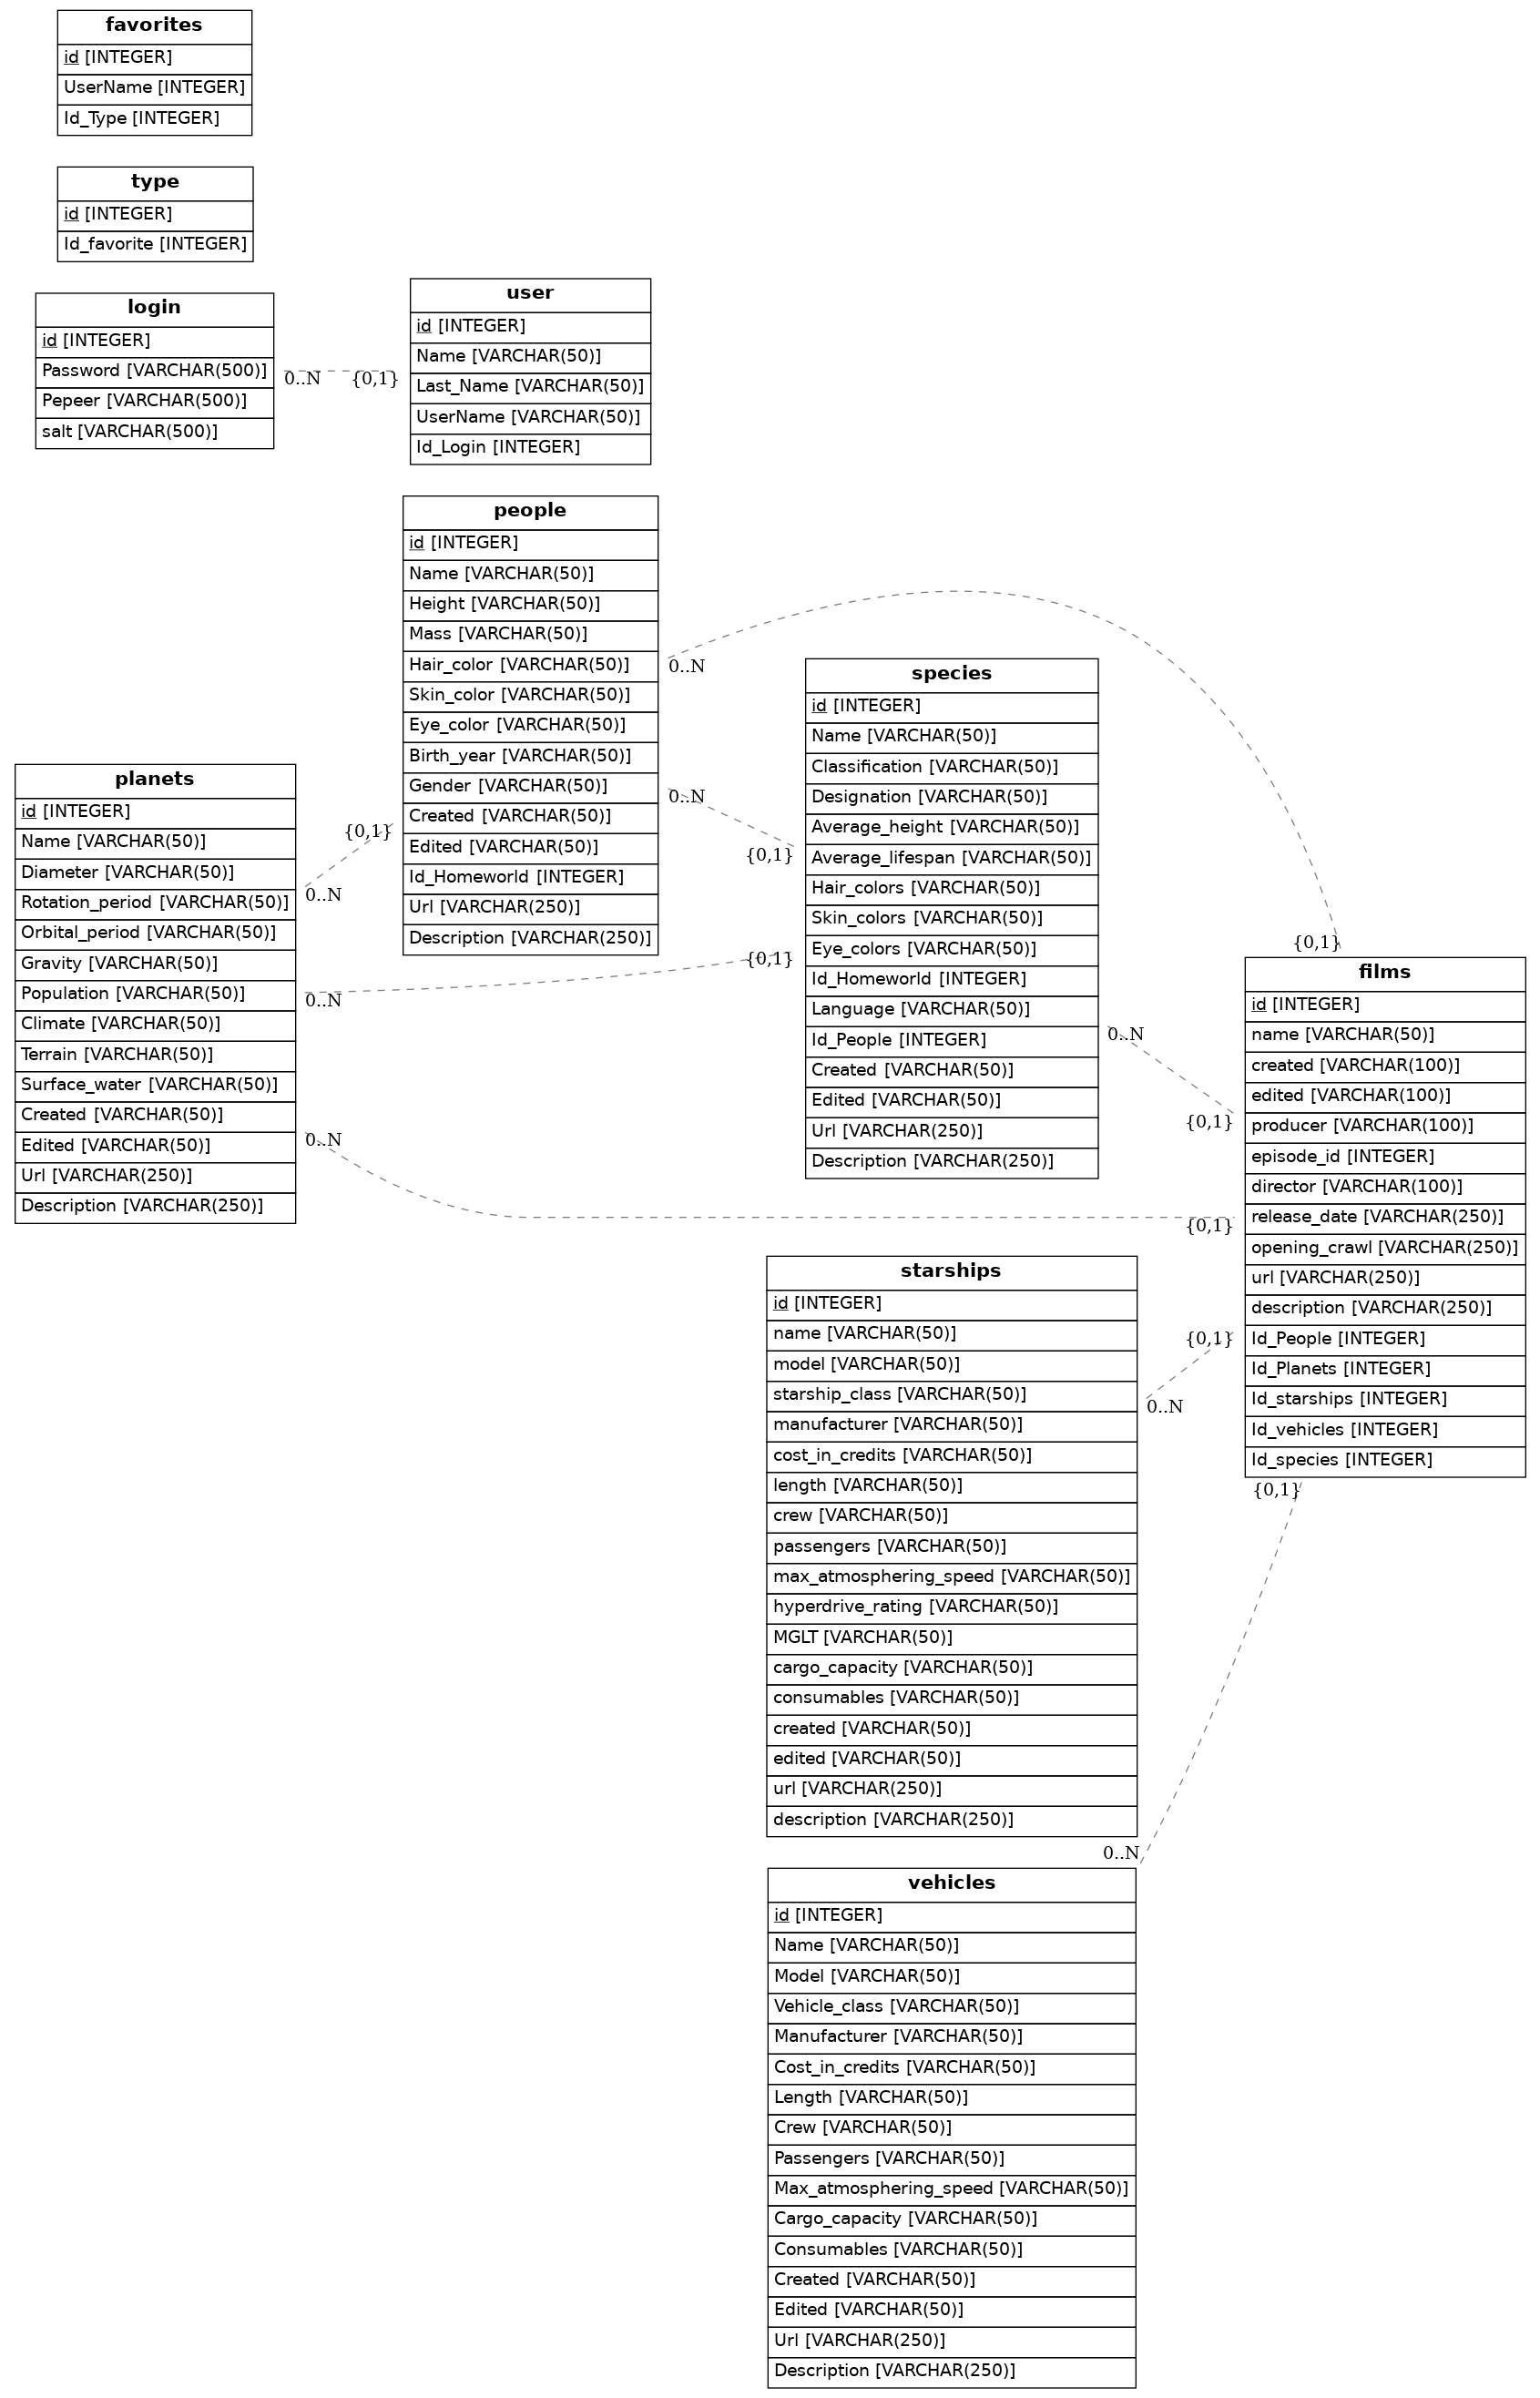 favorites
id [INTEGER]
UserName [INTEGER]
Id_Type [INTEGER]
type
id [INTEGER]
Id_favorite [INTEGER]
login
id [INTEGER]
Password [VARCHAR(500)]
Pepeer [VARCHAR(500)]
salt [VARCHAR(500)]
0..N
{0,1}
user
id [INTEGER]
Name [VARCHAR(50)]
Last_Name [VARCHAR(50)]
UserName [VARCHAR(50)]
Id_Login [INTEGER]
people
id [INTEGER]
Name [VARCHAR(50)]
Height [VARCHAR(50)]
Mass [VARCHAR(50)]
Hair_color [VARCHAR(50)]
Skin_color [VARCHAR(50)]
Eye_color [VARCHAR(50)]
Birth_year [VARCHAR(50)]
Gender [VARCHAR(50)]
Created [VARCHAR(50)]
Edited [VARCHAR(50)]
Id_Homeworld [INTEGER]
Url [VARCHAR(250)]
Description [VARCHAR(250)]
0..N
{0,1}
0..N
{0,1}
planets
id [INTEGER]
Name [VARCHAR(50)]
Diameter [VARCHAR(50)]
Rotation_period [VARCHAR(50)]
Orbital_period [VARCHAR(50)]
Gravity [VARCHAR(50)]
Population [VARCHAR(50)]
Climate [VARCHAR(50)]
Terrain [VARCHAR(50)]
Surface_water [VARCHAR(50)]
Created [VARCHAR(50)]
Edited [VARCHAR(50)]
Url [VARCHAR(250)]
Description [VARCHAR(250)]
{0,1}
0..N
0..N
{0,1}
0..N
{0,1}
species
id [INTEGER]
Name [VARCHAR(50)]
Classification [VARCHAR(50)]
Designation [VARCHAR(50)]
Average_height [VARCHAR(50)]
Average_lifespan [VARCHAR(50)]
Hair_colors [VARCHAR(50)]
Skin_colors [VARCHAR(50)]
Eye_colors [VARCHAR(50)]
Id_Homeworld [INTEGER]
Language [VARCHAR(50)]
Id_People [INTEGER]
Created [VARCHAR(50)]
Edited [VARCHAR(50)]
Url [VARCHAR(250)]
Description [VARCHAR(250)]
0..N
{0,1}
films
id [INTEGER]
name [VARCHAR(50)]
created [VARCHAR(100)]
edited [VARCHAR(100)]
producer [VARCHAR(100)]
episode_id [INTEGER]
director [VARCHAR(100)]
release_date [VARCHAR(250)]
opening_crawl [VARCHAR(250)]
url [VARCHAR(250)]
description [VARCHAR(250)]
Id_People [INTEGER]
Id_Planets [INTEGER]
Id_starships [INTEGER]
Id_vehicles [INTEGER]
Id_species [INTEGER]
starships
id [INTEGER]
name [VARCHAR(50)]
model [VARCHAR(50)]
starship_class [VARCHAR(50)]
manufacturer [VARCHAR(50)]
cost_in_credits [VARCHAR(50)]
length [VARCHAR(50)]
crew [VARCHAR(50)]
passengers [VARCHAR(50)]
max_atmosphering_speed [VARCHAR(50)]
hyperdrive_rating [VARCHAR(50)]
MGLT [VARCHAR(50)]
cargo_capacity [VARCHAR(50)]
consumables [VARCHAR(50)]
created [VARCHAR(50)]
edited [VARCHAR(50)]
url [VARCHAR(250)]
description [VARCHAR(250)]
{0,1}
0..N
{0,1}
0..N
vehicles
id [INTEGER]
Name [VARCHAR(50)]
Model [VARCHAR(50)]
Vehicle_class [VARCHAR(50)]
Manufacturer [VARCHAR(50)]
Cost_in_credits [VARCHAR(50)]
Length [VARCHAR(50)]
Crew [VARCHAR(50)]
Passengers [VARCHAR(50)]
Max_atmosphering_speed [VARCHAR(50)]
Cargo_capacity [VARCHAR(50)]
Consumables [VARCHAR(50)]
Created [VARCHAR(50)]
Edited [VARCHAR(50)]
Url [VARCHAR(250)]
Description [VARCHAR(250)]